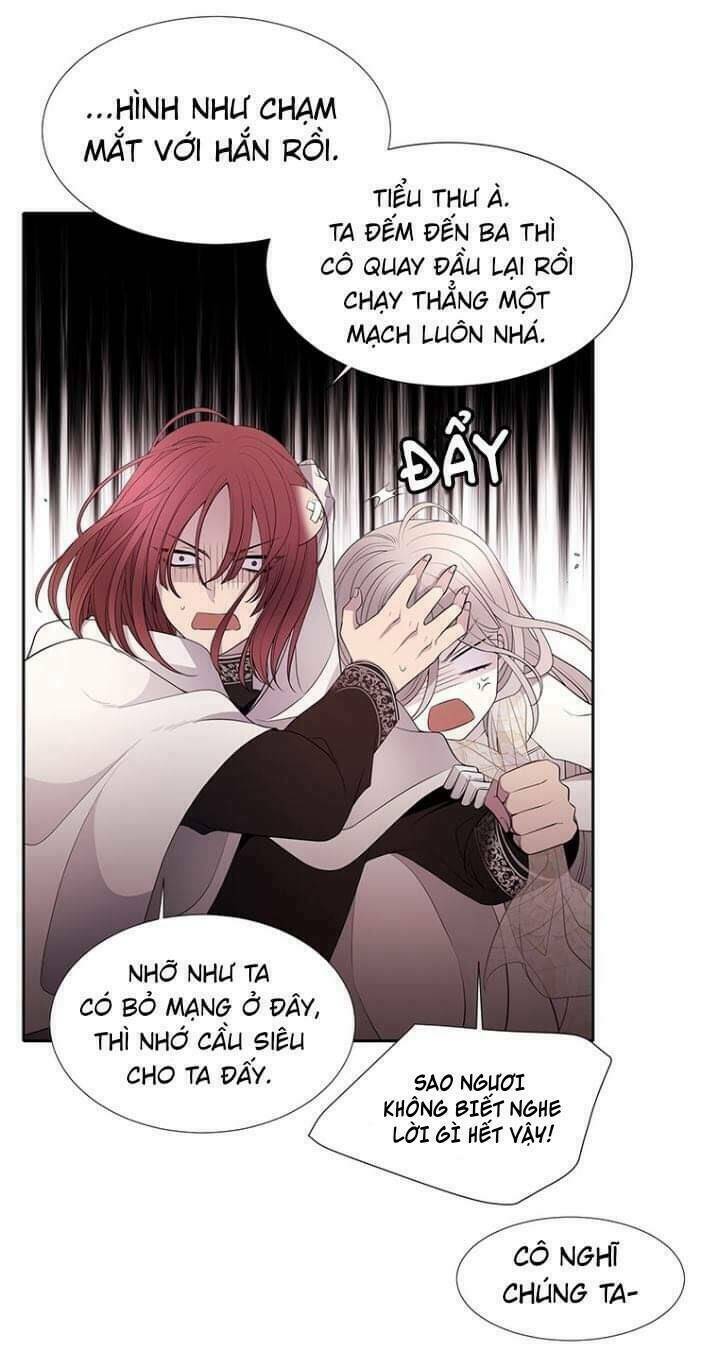 ...HÌNH NHƯ CHẠM
MẮT VỚI HẮN RỒI.
TIỂU THƯ À.
TA ĐẾM ĐẾN BA THÌ
CÔ QUAY ĐẦU LẠI RỒI
CHẠY THẲNG MỘT
MẠCH LUÔN NHÁ.
ĐẨY
NHỠ NHƯ TA
CÓ BỎ MẠNG Ở ĐÂY,
THÌ NHỚ CẦU SIÊU
CHO TA ĐẤY.
SAO NGƯƠI
KHÔNG BIẾT NGHE
LỜI GÌ HẾT VẬY!
CÔ NGHĨ
CHÚNG TA-